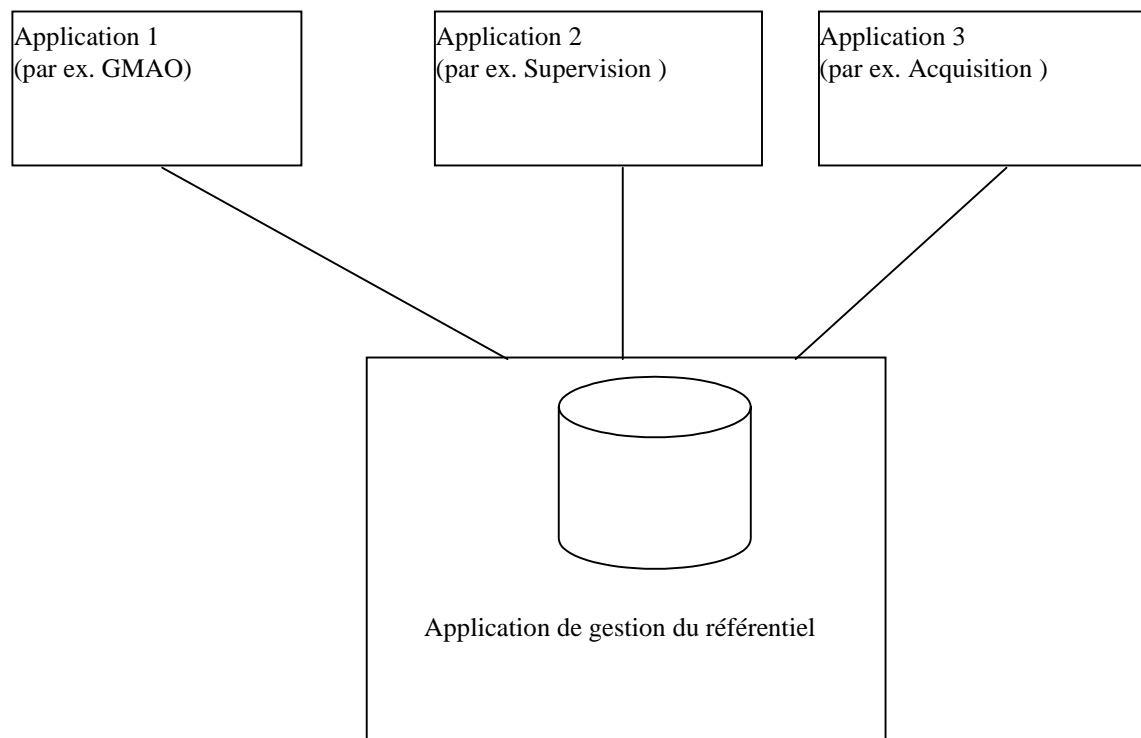 Application 1
(par ex. GMAO)
Application 2
(par ex. Supervision )
Application 3
(par ex. Acquisition )
Application de gestion du référentiel